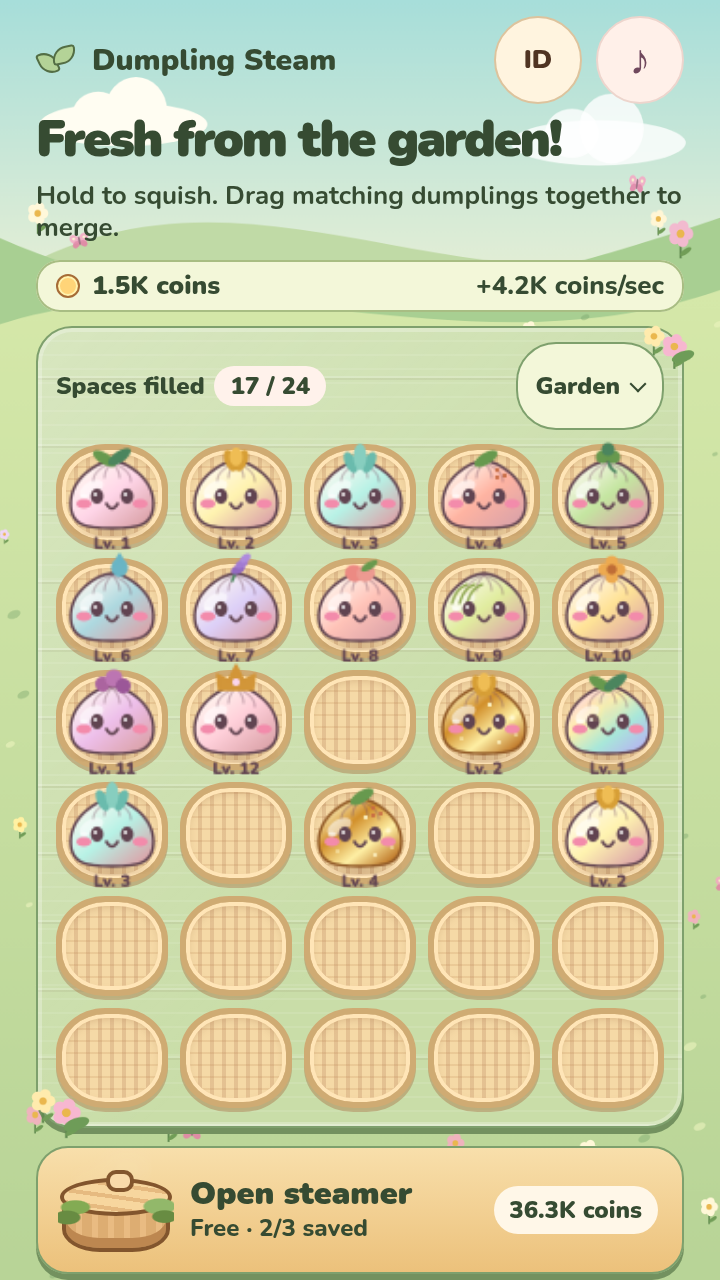 Dumpling Steam
ID
♪
Fresh from the garden!
Hold to squish. Drag matching dumplings together to
merge.
1.5K coins
+4.2K coins/sec
Spaces filled
17 / 24
Garden
Lv. 1
Lv. 2
Lv. 3
Lv. 4
Lv. 5
Lv. 6
Lv. 7
Lv. 8
Lv. 9
Lv. 10
Lv. 11
Lv. 12
Lv. 2
Lv. 1
Lv. 3
Lv. 4
Lv. 2
Open steamer
Free · 2/3 saved
36.3K coins